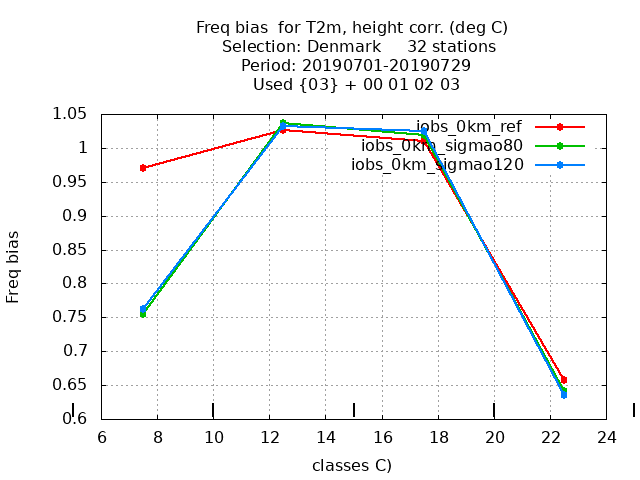 Freq bias  for T2m, height corr. (deg C)
Selection: Denmark     32 stations
Period: 20190701-20190729
Used {03} + 00 01 02 03
iobs_0km_ref
iobs_0km_sigmao80
iobs_0km_sigmao120
1.05
1
0.95
0.9
0.85
0.8
0.75
0.7
0.65
0.6
Freq bias
6 8 10 12 14 16 18 20 22 24
classes C)